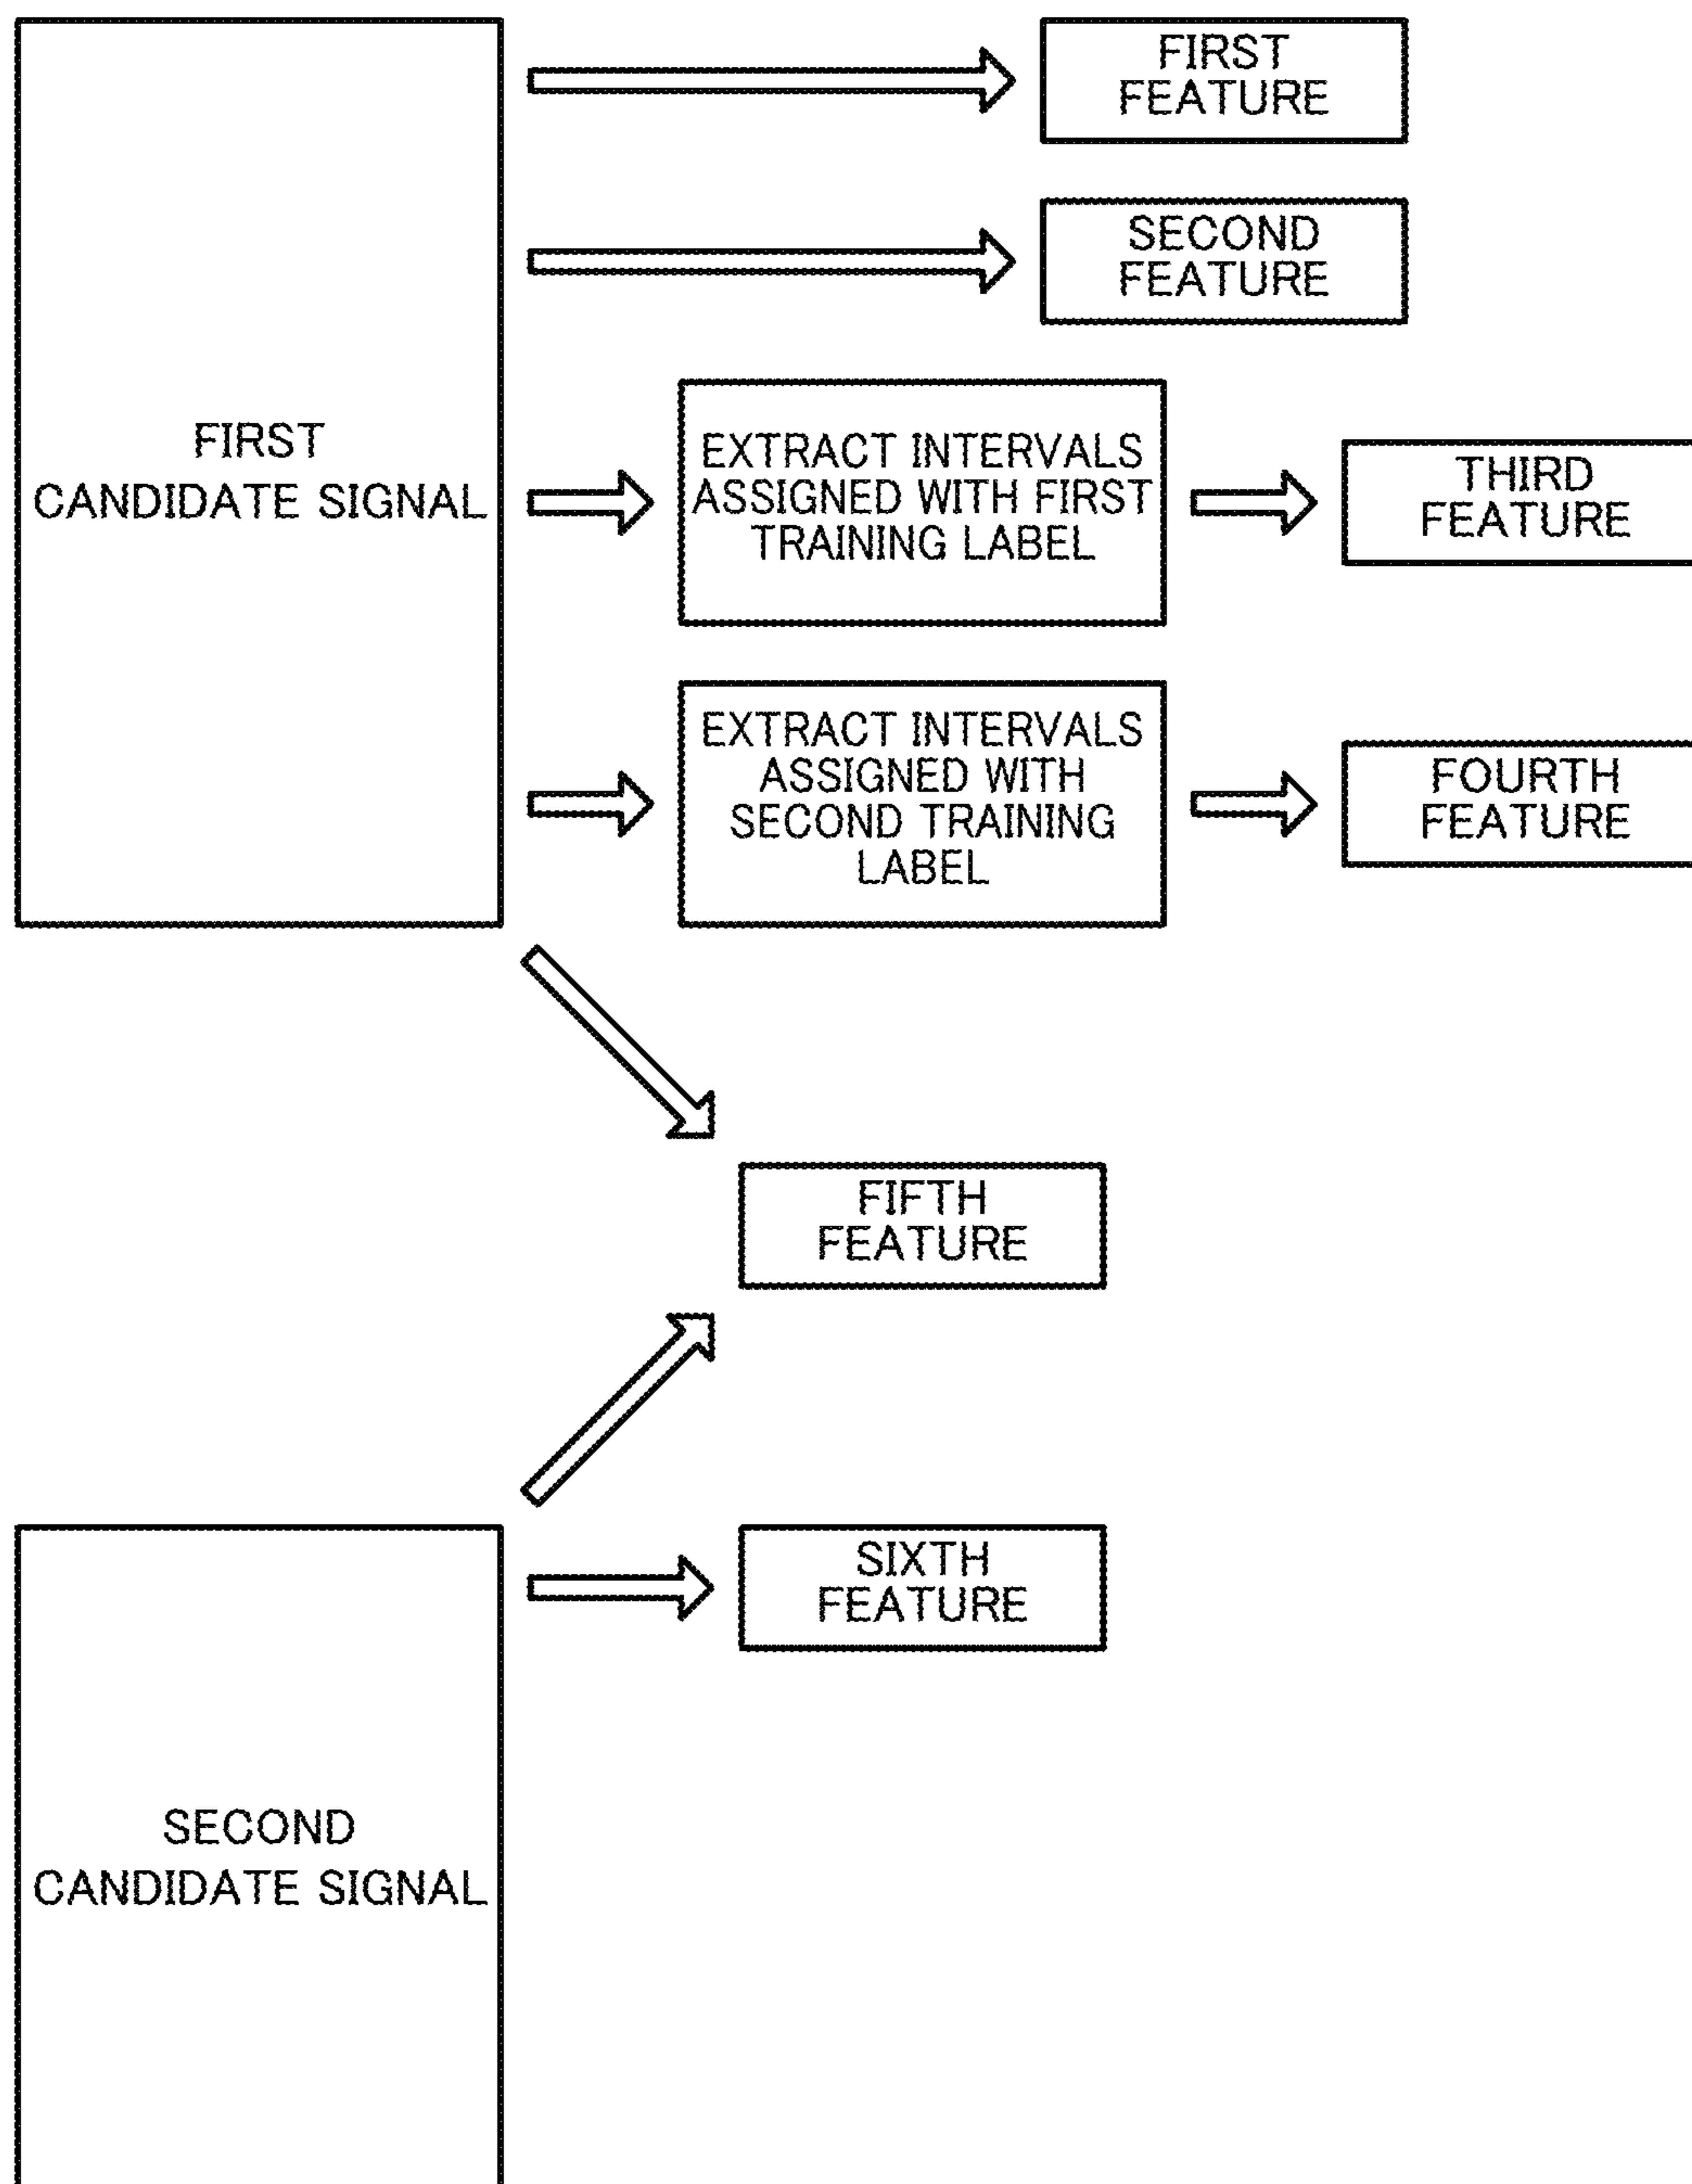 FIRST
FEATURE
SECOND
FEATURE
FIRST
CANDIDATE SIGNAL
EXTRACT INTERVALS
ASSIGNED WITH FIRST
TRAINING LABEL
THIRD
FEATURE
EXTRACT INTERVALS
ASSIGNED WITH
SECOND TRAINING
LABEL
FOURTH
FEATURE
FIFTH
FEATURE
SIXTH
FEATURE
SECOND
CANDIDATE SIGNAL